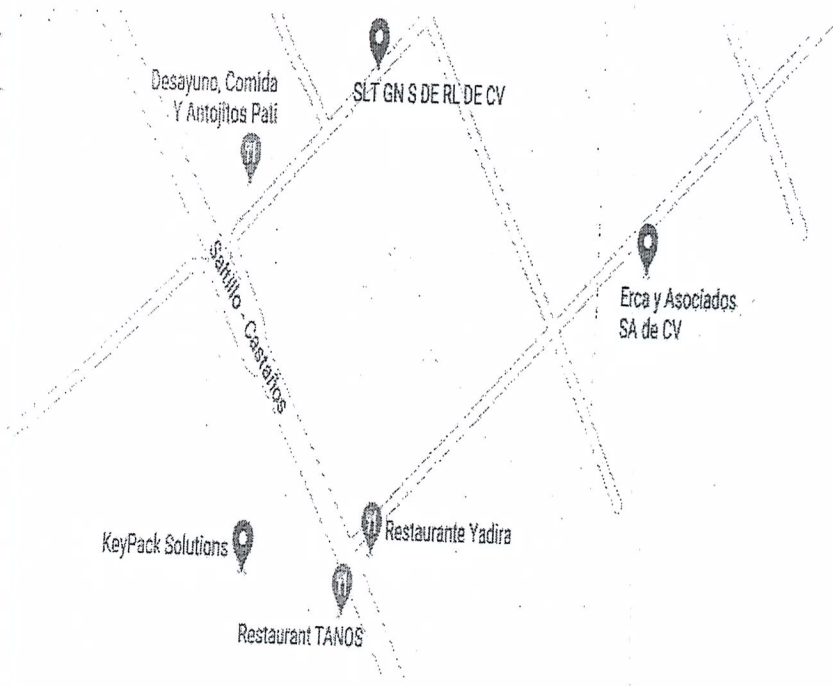 Desayuno, Comida
Y Antojitos Pati
SLT GN S DE RL DE CV
Saltillo - Castaños
Erca y Asociados
SA de CV
KeyPack Solutions
Restaurante Yadira
Restaurant TANOS